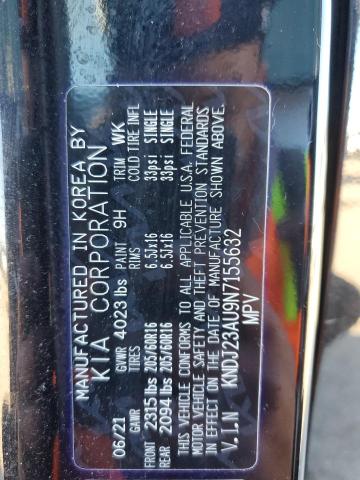 MANUFACTURED IN KOREA BY
KIA CORPORATION
06/21 GVWR 4023 lbs PAINT 9H TRIM WK
GAWR TIRES RIMS COLD TIRE INFL
FRONT 2315 lbs 205/60R16 6.5Jx16 33psi SINGLE
REAR 2094 lbs 205/60R16 6.5Jx16 33psi SINGLE
THIS VEHICLE CONFORMS TO ALL APPLICABLE U.S.A. FEDERAL
MOTOR VEHICLE SAFETY AND THEFT PREVENTION STANDARDS
IN EFFECT ON THE DATE OF MANUFACTURE SHOWN ABOVE.
V.I.N KNDJ23AU9N7155632
MPV